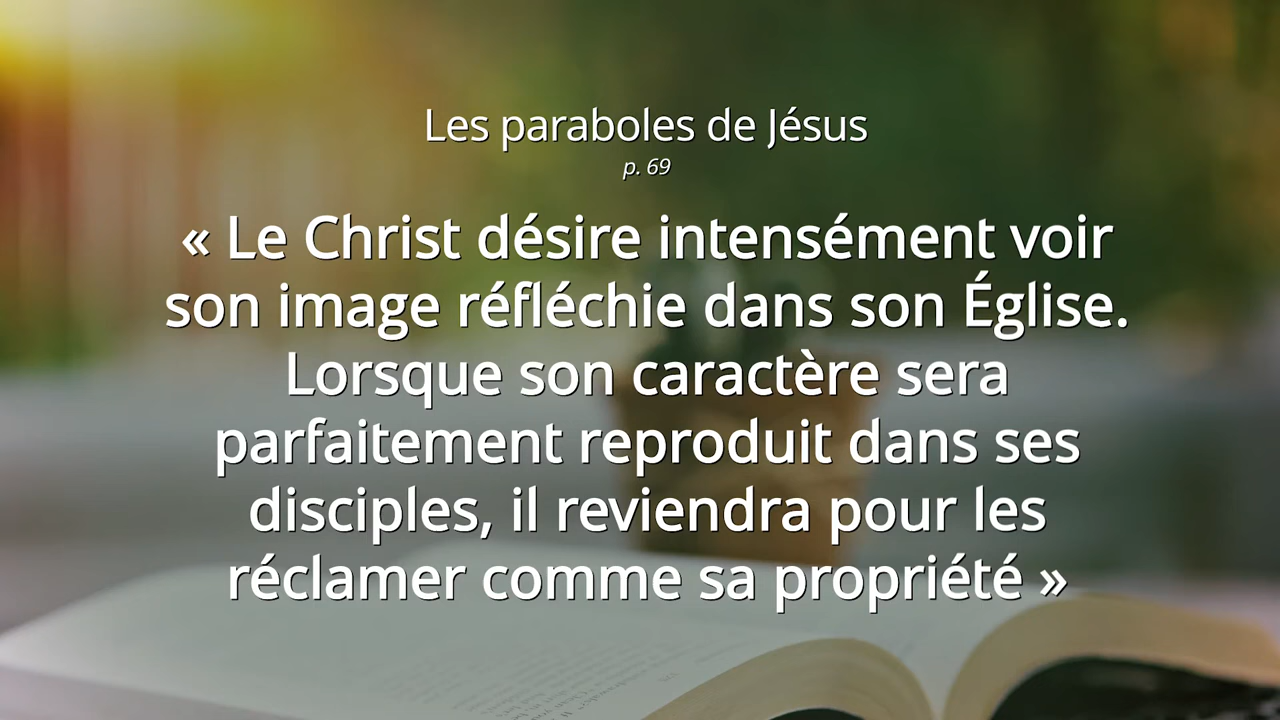 Les paraboles de Jésus
p. 69
« Le Christ désire intensément voir
son image réfléchie dans son Église.
Lorsque son caractère sera
parfaitement reproduit dans ses
disciples, il reviendra pour les
réclamer comme sa propriété »